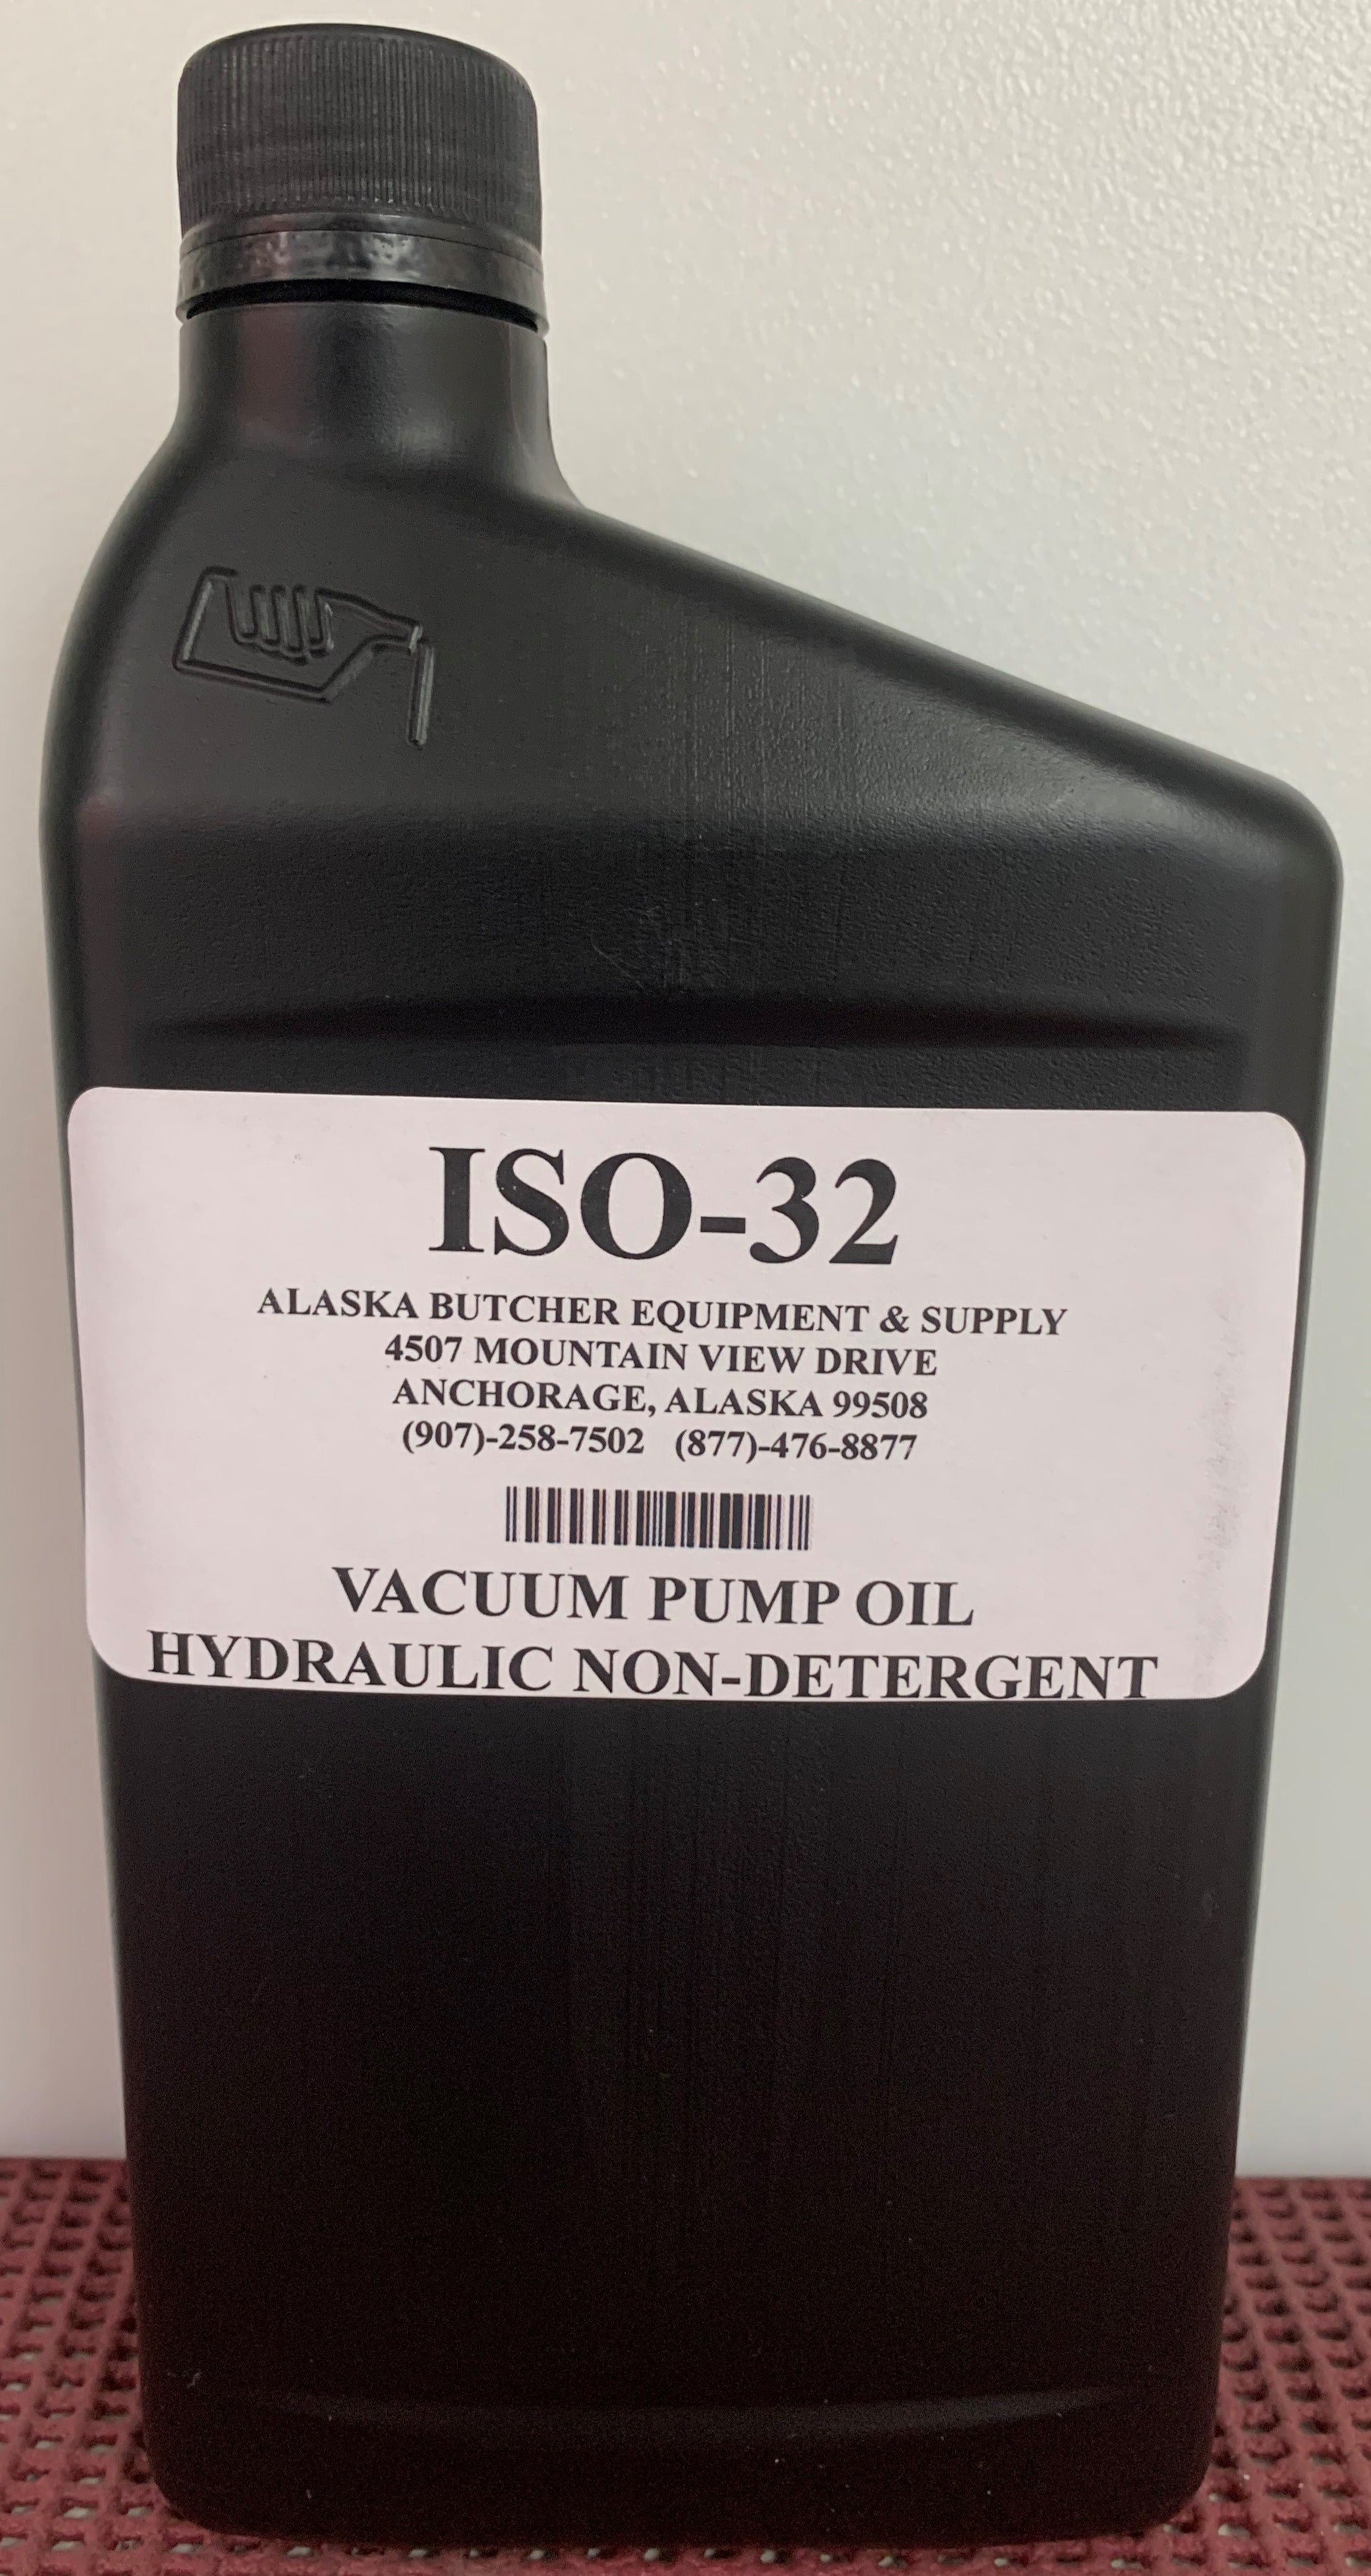 ISO-32
ALASKA BUTCHER EQUIPMENT & SUPPLY
4507 MOUNTAIN VIEW DRIVE
ANCHORAGE, ALASKA 99508
(907)-258-7502 (877)-476-8877
VACUUM PUMP OIL
HYDRAULIC NON-DETERGENT